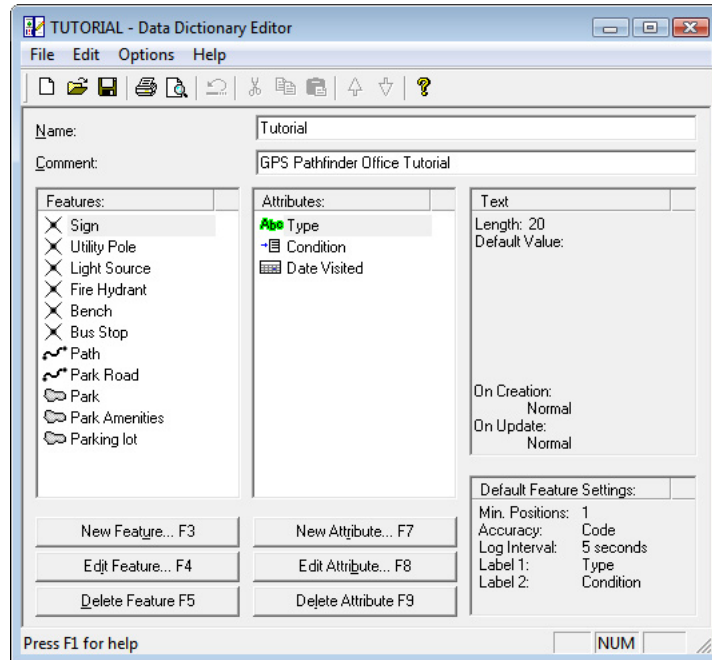 TUTORIAL - Data Dictionary Editor
File Edit Options Help
Name: Tutorial
Comment: GPS Pathfinder Office Tutorial
Features:
Sign
Utility Pole
Light Source
Fire Hydrant
Bench
Bus Stop
Path
Park Road
Park
Park Amenities
Parking lot
New Feature... F3
Edit Feature... F4
Delete Feature F5
Attributes:
Abc Type
Condition
Date Visited
New Attribute... F7
Edit Attribute... F8
Delete Attribute F9
Text
Length: 20
Default Value:
On Creation:
Normal
On Update:
Normal
Default Feature Settings:
Min. Positions: 1
Accuracy: Code
Log Interval: 5 seconds
Label 1: Type
Label 2: Condition
Press F1 for help
NUM